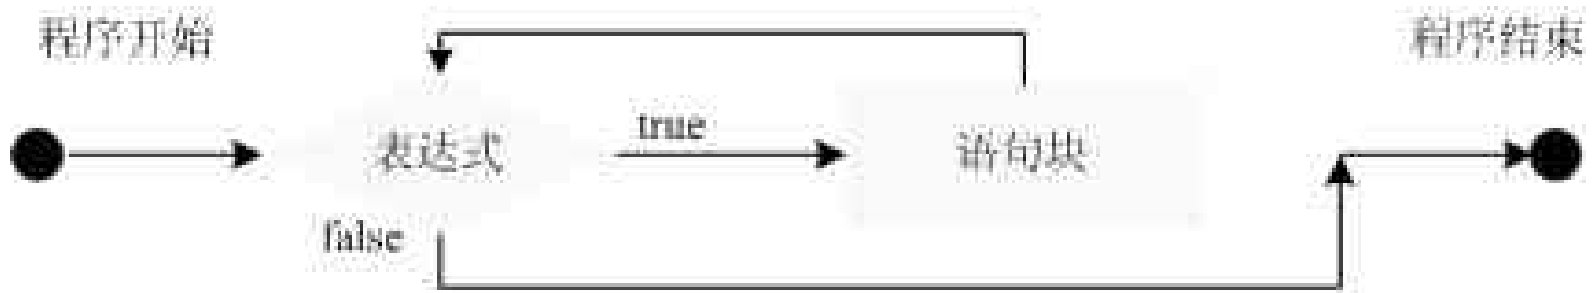 程序开始
程序结束
true
表达式
语句块
false